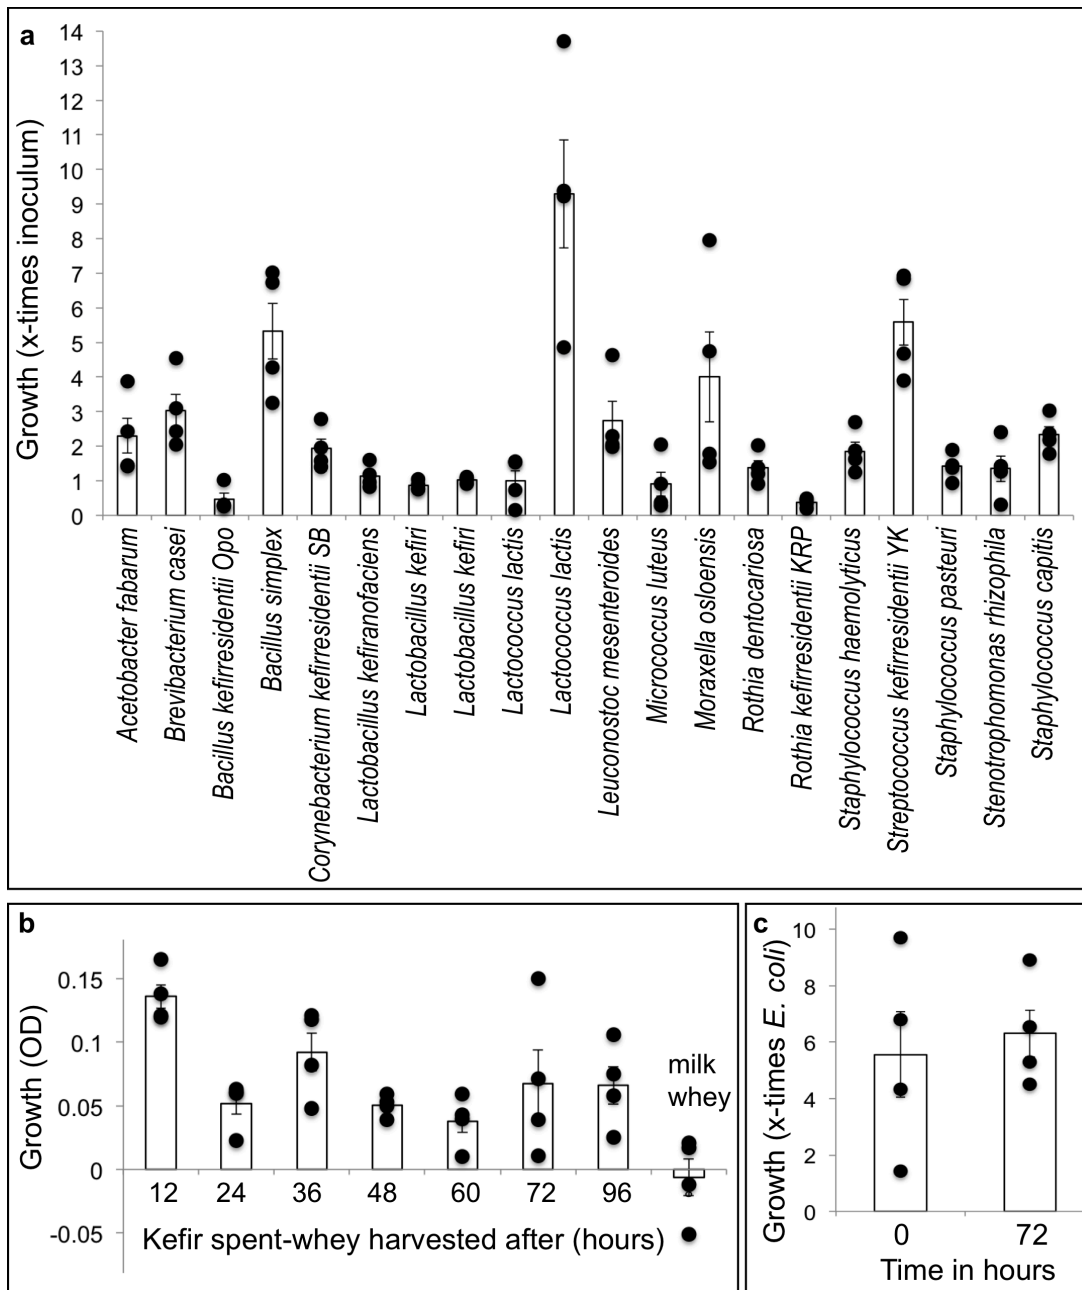 a
Growth (x-times inoculum)
14
13
12
11
10
9
8
7
6
5
4
3
2
1
0
Acetobacter fabarum
Brevibacterium casei
Bacillus kefirresidentii Opo
Bacillus simplex
Corynebacterium kefirresidentii SB
Lactobacillus kefiranofaciens
Lactobacillus kefiri
Lactobacillus kefiri
Lactococcus lactis
Lactococcus lactis
Leuconostoc mesenteroides
Micrococcus luteus
Moraxella osloensis
Rothia dentocariosa
Rothia kefirresidentii KRP
Staphylococcus haemolyticus
Streptococcus kefirresidentii YK
Staphylococcus pasteuri
Stenotrophomonas rhizophila
Staphylococcus capitis
b
Growth (OD)
0.15
0.1
0.05
0
-0.05
12 24 36 48 60 72 96
milk
whey
Kefir spent-whey harvested after (hours)
c
Growth (x-times E. coli)
10
8
6
4
2
0
0 72
Time in hours